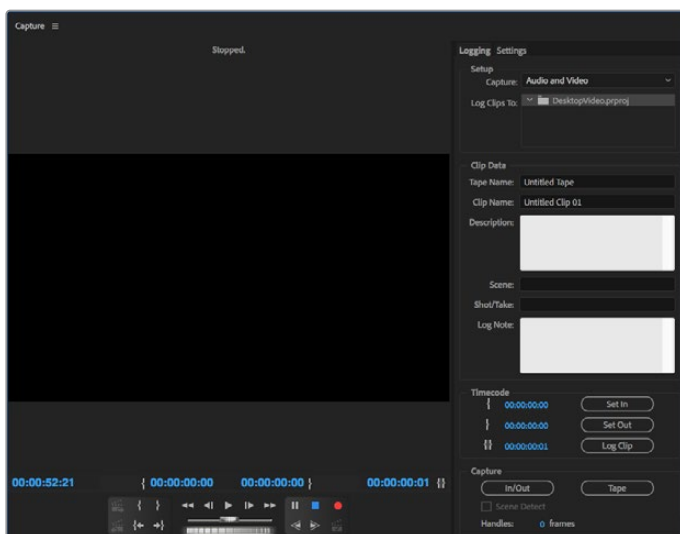 Capture
Stopped.
Logging Settings
Setup
Capture: Audio and Video
Log Clips To: DesktopVideo.prproj
Clip Data
Tape Name: Untitled Tape
Clip Name: Untitled Clip 01
Description:
Scene:
Shot/Take:
Log Note:
Timecode
{ 00:00:00:00 Set In
} 00:00:00:00 Set Out
{} 00:00:00:01 Log Clip
00:00:52:21 { 00:00:00:00 00:00:00:00 } 00:00:00:01 {}
Capture
In/Out Tape
Scene Detect
Handles: 0 frames